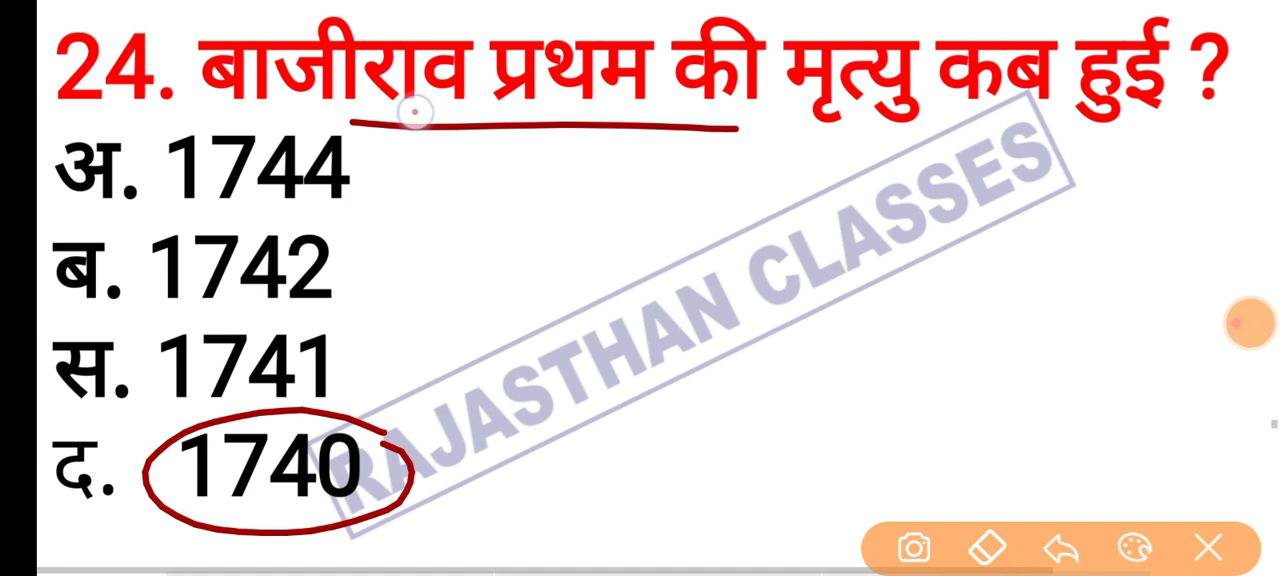 24. बाजीराव प्रथम की मृत्यु कब हुई ?
अ. 1744
ब. 1742
स. 1741
द. 1740
RAJASTHAN CLASSES